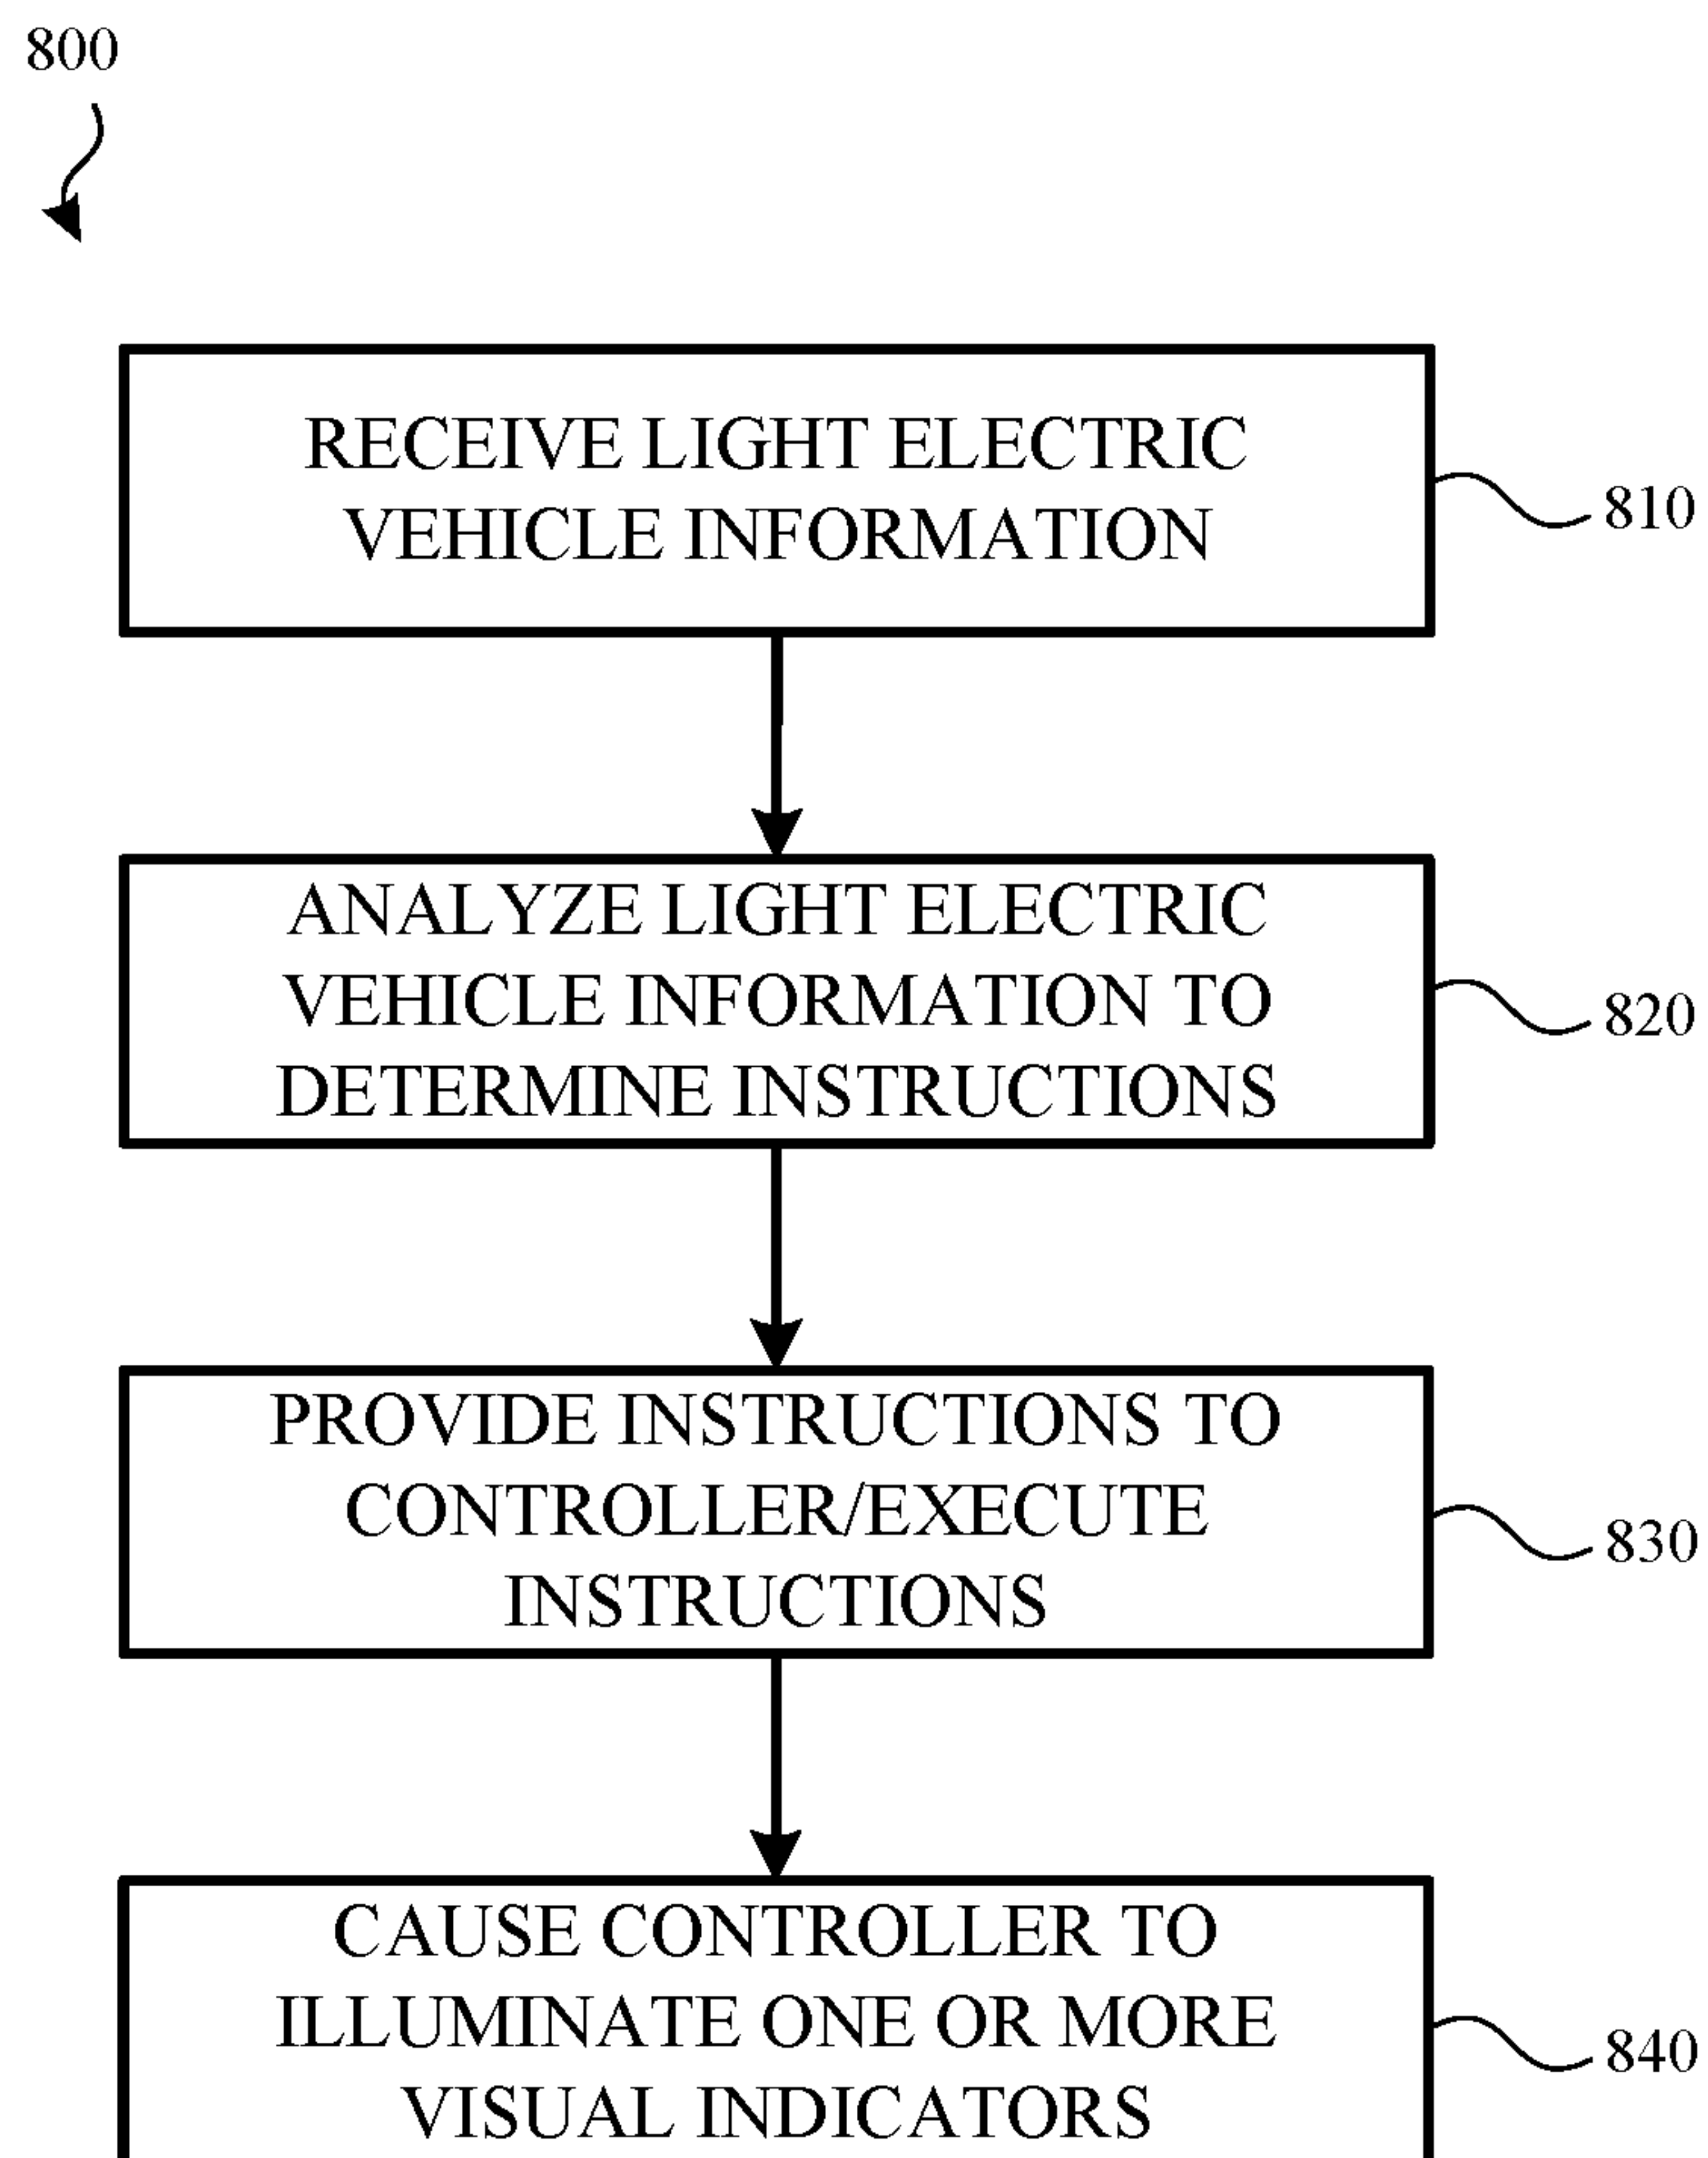 800
RECEIVE LIGHT ELECTRIC
VEHICLE INFORMATION
810
ANALYZE LIGHT ELECTRIC
VEHICLE INFORMATION TO
DETERMINE INSTRUCTIONS
820
PROVIDE INSTRUCTIONS TO
CONTROLLER/EXECUTE
INSTRUCTIONS
830
CAUSE CONTROLLER TO
ILLUMINATE ONE OR MORE
VISUAL INDICATORS
840